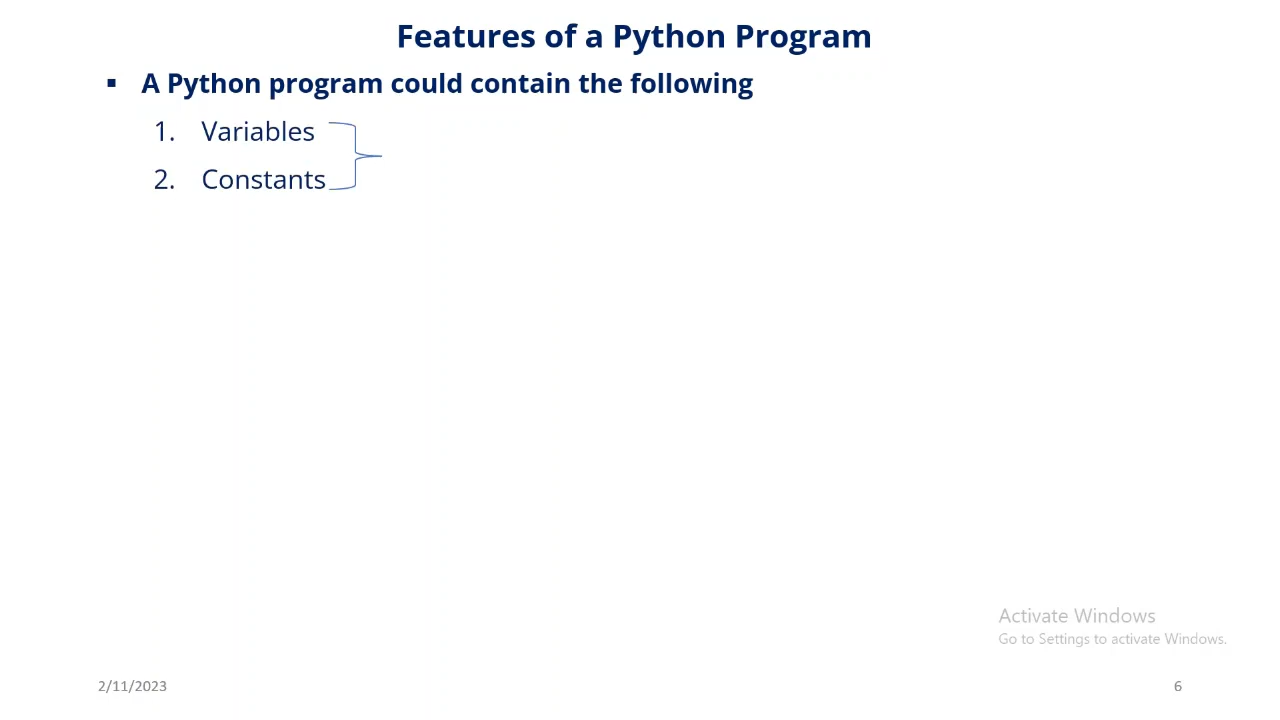 Features of a Python Program
▪ A Python program could contain the following
1. Variables
2. Constants
Activate Windows
Go to Settings to activate Windows.
2/11/2023
6